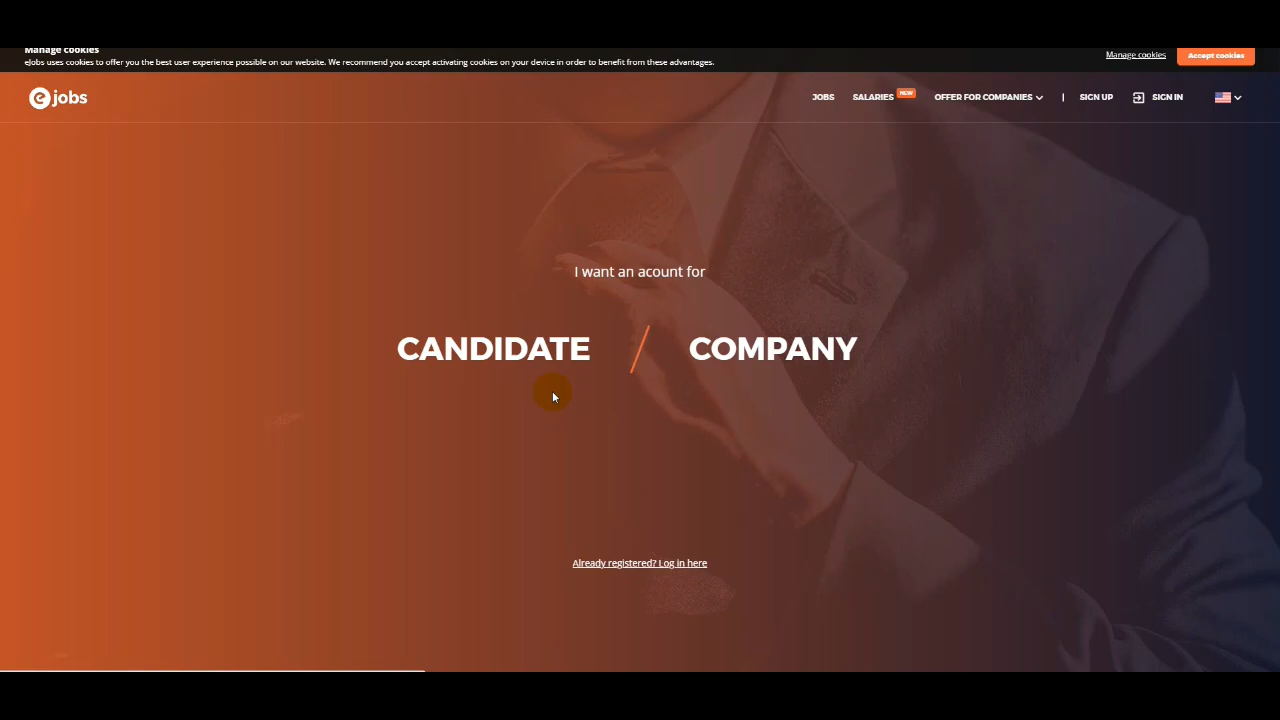 Manage cookies
eJobs uses cookies to offer you the best user experience possible on our website. We recommend you accept activating cookies on your device in order to benefit from these advantages.
Manage cookies
Accept cookies
ejobs
JOBS
SALARIES NEW
OFFER FOR COMPANIES
|
SIGN UP
SIGN IN
I want an acount for
CANDIDATE / COMPANY
Already registered? Log in here